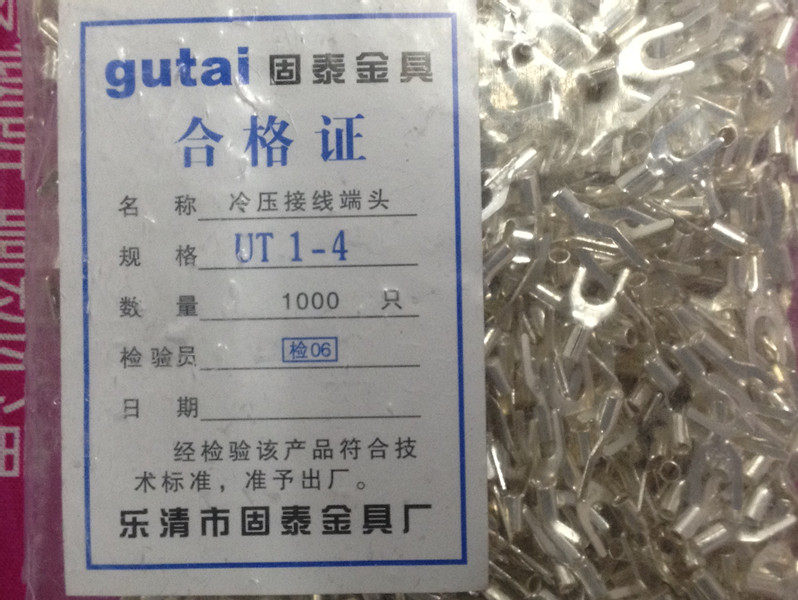 gutai 固泰金具
合格证
名 称 冷压接线端头
规 格 UT 1-4
数 量 1000 只
检验员 检06
日 期
经检验该产品符合技
术标准，准予出厂。
乐清市固泰金具厂